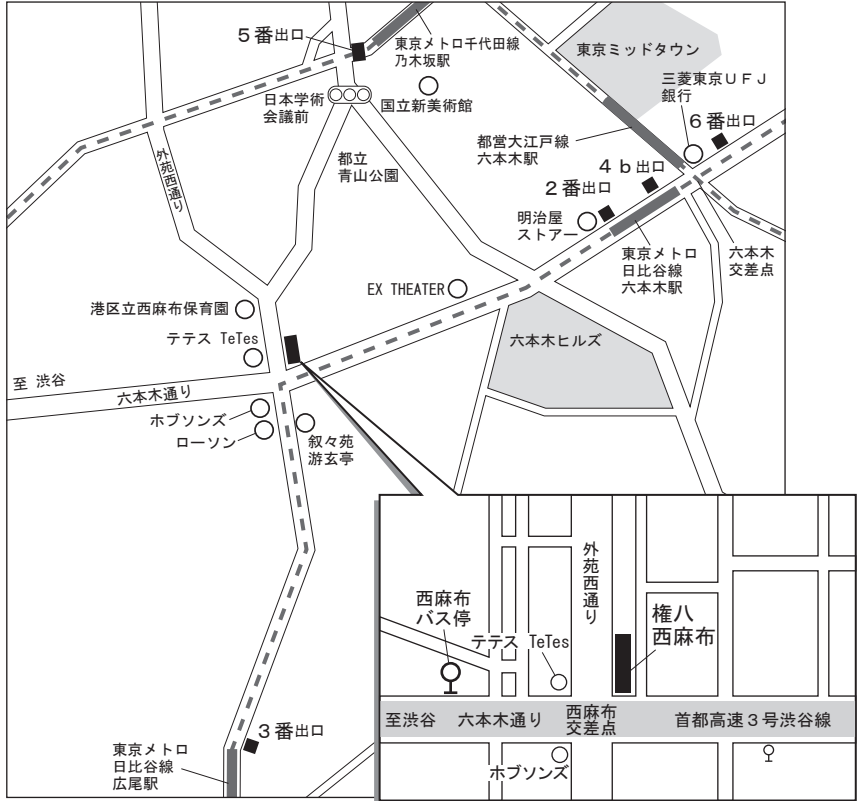 5番出口
東京メトロ千代田線
乃木坂駅
東京ミッドタウン
日本学術
会議前
国立新美術館
三菱東京ＵＦＪ
銀行
都営大江戸線
六本木駅
6番出口
4ｂ出口
2番出口
外苑西通り
都立
青山公園
明治屋
ストアー
東京メトロ
日比谷線
六本木駅
六本木
交差点
EX THEATER
港区立西麻布保育園
テテス TeTes
六本木ヒルズ
至 渋谷
六本木通り
ホブソンズ
ローソン
叙々苑
游玄亭
外苑西通り
西麻布
バス停
テテス TeTes
権八
西麻布
至渋谷
六本木通り
西麻布
交差点
首都高速３号渋谷線
ホブソンズ
3番出口
東京メトロ
日比谷線
広尾駅